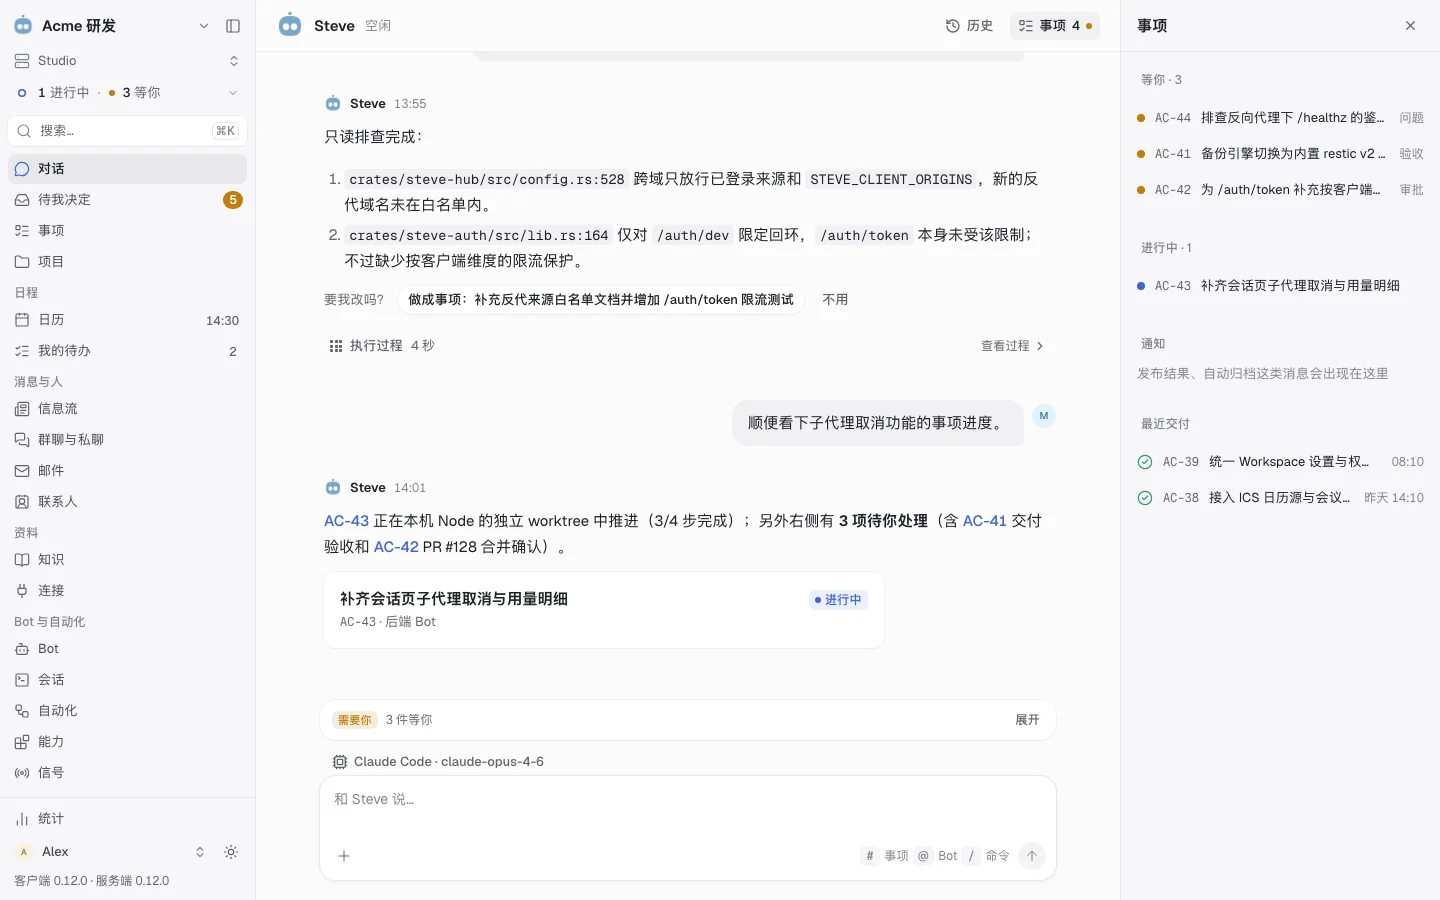 Acme 研发
Studio
1 进行中 · 3 等你
搜索... ⌘K
对话
待我决定 5
事项
项目
日程
日历 14:30
我的待办 2
消息与人
信息流
群聊与私聊
邮件
联系人
资料
知识
连接
Bot 与自动化
Bot
会话
自动化
能力
信号
统计
A Alex
客户端 0.12.0 · 服务端 0.12.0
Steve 空闲
历史
事项 4
Steve 13:55
只读排查完成：
1. crates/steve-hub/src/config.rs:528 跨域只放行已登录来源和 STEVE_CLIENT_ORIGINS，新的反
代域名未在白名单内。
2. crates/steve-auth/src/lib.rs:164 仅对 /auth/dev 限定回环，/auth/token 本身未受该限制；
不过缺少按客户端维度的限流保护。
要我改吗？ 做成事项：补充反代来源白名单文档并增加 /auth/token 限流测试 不用
执行过程 4 秒 查看过程
顺便看下子代理取消功能的事项进度。
M
Steve 14:01
AC-43 正在本机 Node 的独立 worktree 中推进（3/4 步完成）；另外右侧有 3 项待你处理（含 AC-41 交付
验收和 AC-42 PR #128 合并确认）。
补齐会话页子代理取消与用量明细 进行中
AC-43 · 后端 Bot
需要你 3 件等你 展开
Claude Code · claude-opus-4-6
和 Steve 说...
# 事项 @ Bot / 命令
事项
等你 · 3
AC-44 排查反向代理下 /healthz 的鉴... 问题
AC-41 备份引擎切换为内置 restic v2 ... 验收
AC-42 为 /auth/token 补充按客户端... 审批
进行中 · 1
AC-43 补齐会话页子代理取消与用量明细
通知
发布结果、自动归档这类消息会出现在这里
最近交付
AC-39 统一 Workspace 设置与权... 08:10
AC-38 接入 ICS 日历源与会议... 昨天 14:10